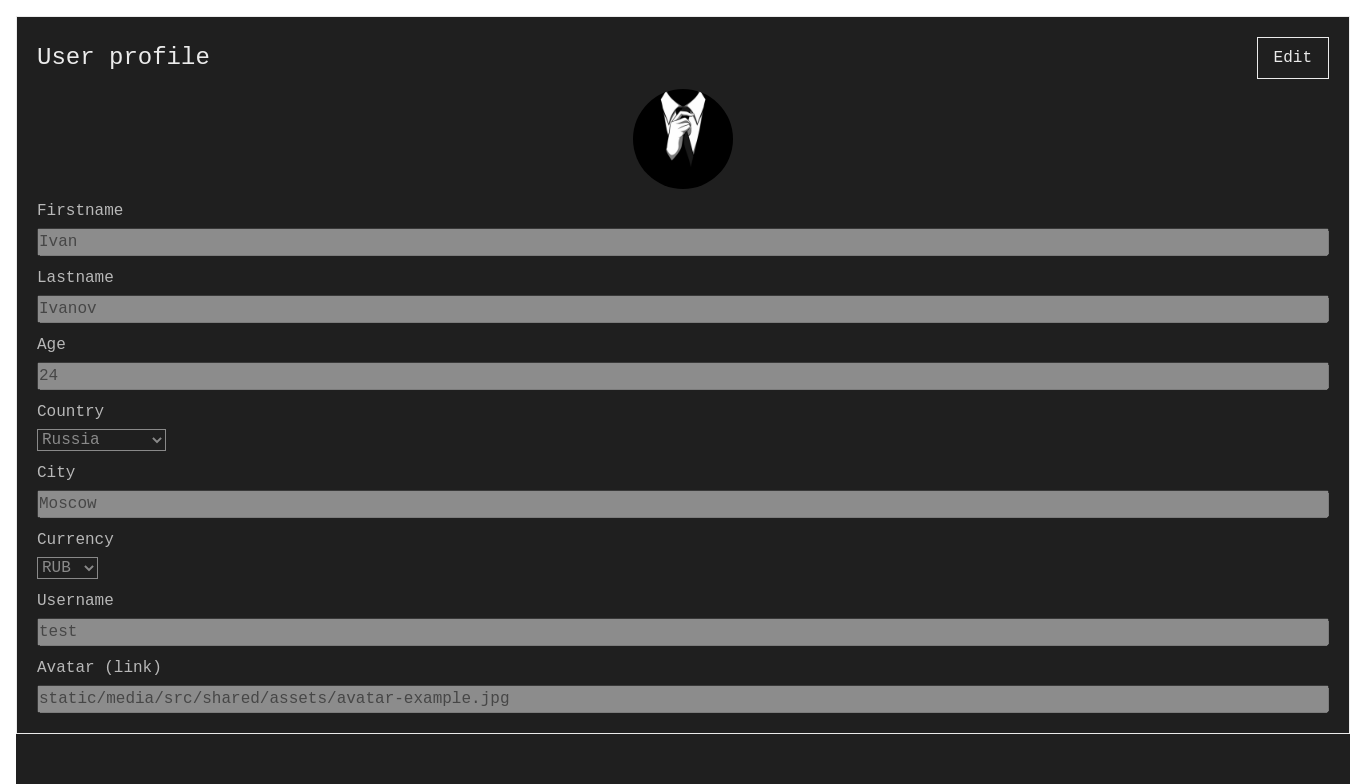 User profile
Edit
Firstname
Ivan
Lastname
Ivanov
Age
24
Country
Russia
City
Moscow
Currency
RUB
Username
test
Avatar (link)
static/media/src/shared/assets/avatar-example.jpg